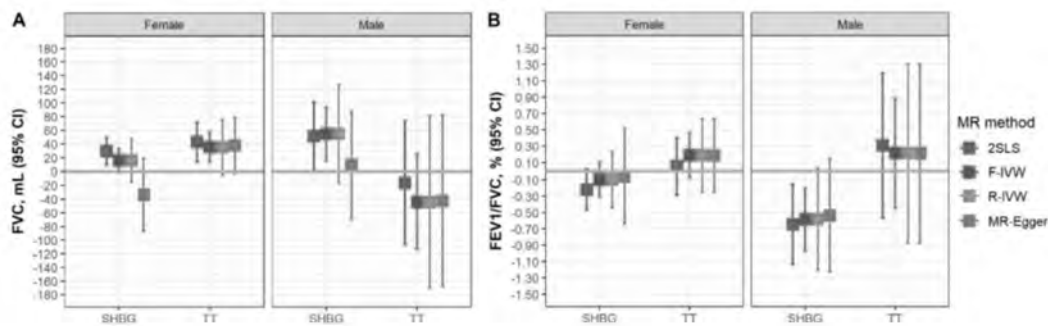 A
Female
Male
FVC, mL (95% CI)
180
160
140
120
100
80
60
40
20
0
-20
-40
-60
-80
-100
-120
-140
-160
-180
SHBG
TT
SHBG
TT
B
Female
Male
FEV1/FVC, % (95% CI)
1.50
1.30
1.10
0.90
0.70
0.50
0.30
0.10
-0.10
-0.30
-0.50
-0.70
-0.90
-1.10
-1.30
-1.50
SHBG
TT
SHBG
TT
MR method
2SLS
F-IVW
R-IVW
MR-Egger